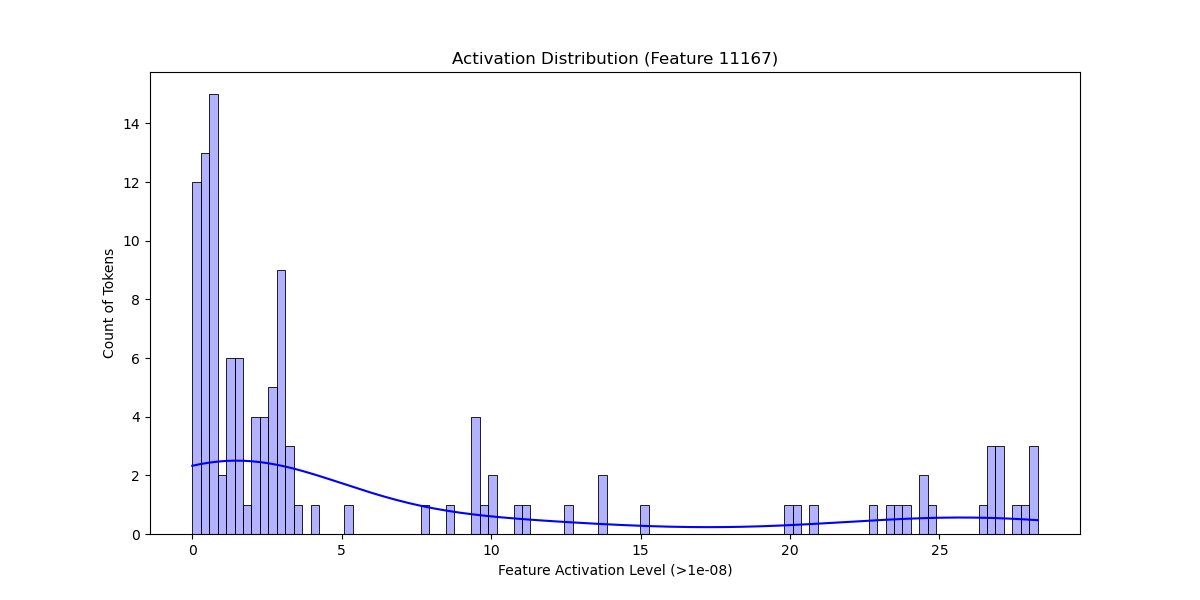 Activation Distribution (Feature 11167)
14
12
10
8
6
4
2
0
Count of Tokens
0 5 10 15 20 25
Feature Activation Level (>1e-08)